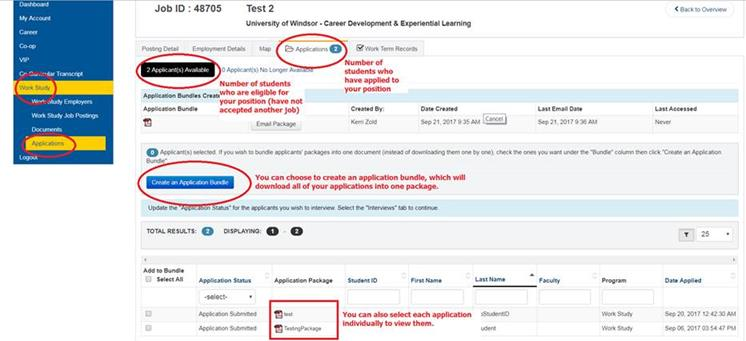 Dashboard
My Account
Career
Co-op
VIP
Co-Curricular Transcript
Work Study
Work Study Employers
Work Study Job Postings
Documents
Applications
Logout
Job ID : 48705 Test 2
University of Windsor - Career Development & Experiential Learning
Back to Overview
Posting Detail Employment Details Map Applications 2 Work Term Records
2 Applicant(s) Available 0 Applicant(s) No Longer Available
Number of
students
who have
applied to
your position
Number of students
who are eligible for
your position (have not
accepted another job)
Application Bundles Create
Application Bundle Created By: Date Created Last Email Date Last Accessed
Email Package Kerri Zold Sep 21, 2017 9:35 AM Cancel Sep 21, 2017 9:36 AM Never
0 Applicant(s) selected. If you wish to bundle applicants' packages into one document (instead of downloading them one by one), check the ones you want under the "Bundle" column then click "Create an Application
Bundle"
Create an Application Bundle
You can choose to create an application bundle, which will
download all of your applications into one package.
Update the "Application Status" for the applicants you wish to interview. Select the "Interviews" tab to continue.
TOTAL RESULTS: 2 DISPLAYING: 1 - 2
25
Add to Bundle
Select All Application Status Application Package Student ID First Name Last Name Faculty Program Date Applied
-select-
Application Submitted test sStudentID Work Study Sep 20, 2017 12:42:30 AM
Application Submitted TestingPackage tudent Work Study Sep 06, 2017 03:54:47 PM
You can also select each application
individually to view them.